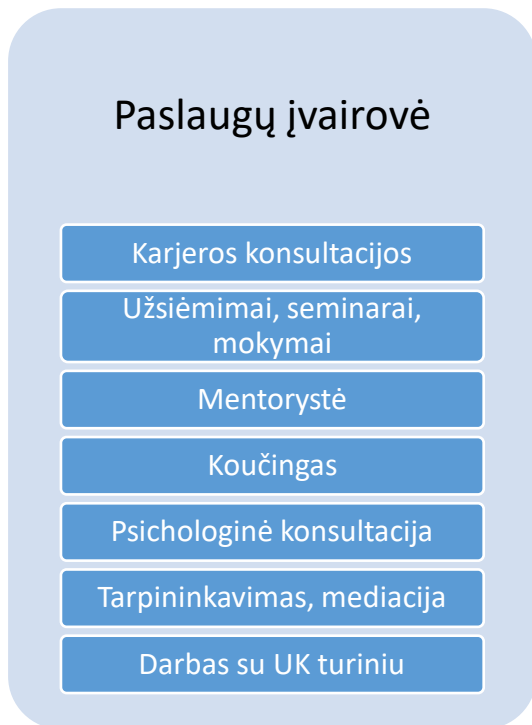 Paslaugų įvairovė
Karjeros konsultacijos
Užsiėmimai, seminarai,
mokymai
Mentorystė
Koučingas
Psichologinė konsultacija
Tarpininkavimas, mediacija
Darbas su UK turiniu